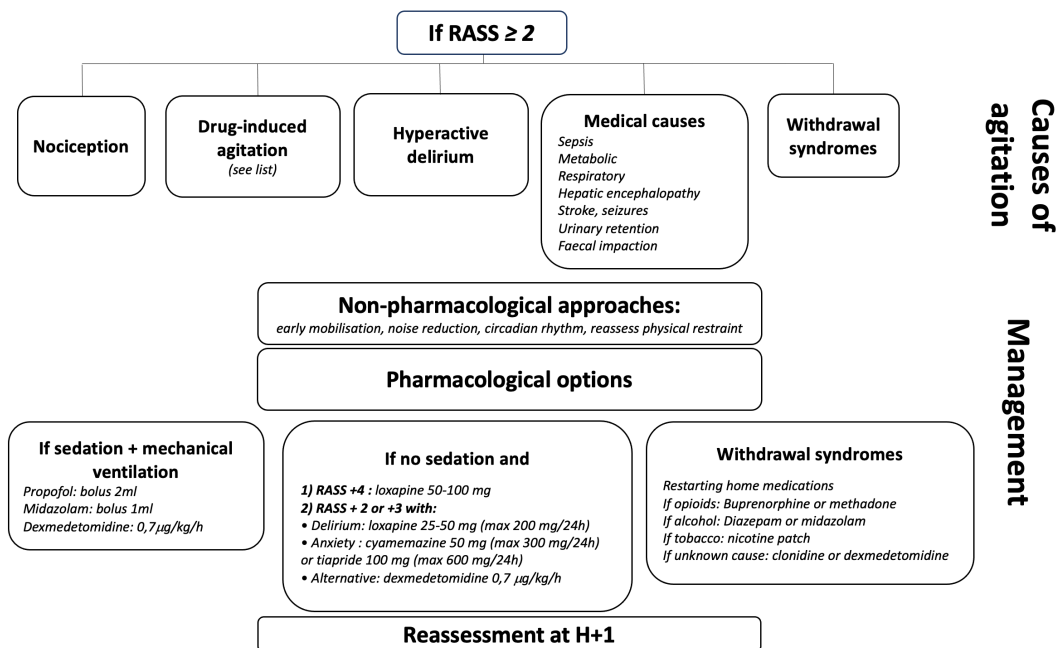 If RASS ≥ 2
Nociception
Drug-induced
agitation
(see list)
Hyperactive
delirium
Medical causes
Sepsis
Metabolic
Respiratory
Hepatic encephalopathy
Stroke, seizures
Urinary retention
Faecal impaction
Withdrawal
syndromes
Causes of
agitation
Non-pharmacological approaches:
early mobilisation, noise reduction, circadian rhythm, reassess physical restraint
Pharmacological options
Management
If sedation + mechanical
ventilation
Propofol: bolus 2ml
Midazolam: bolus 1ml
Dexmedetomidine: 0,7µg/kg/h
If no sedation and
1) RASS +4 : loxapine 50-100 mg
2) RASS + 2 or +3 with:
• Delirium: loxapine 25-50 mg (max 200 mg/24h)
• Anxiety : cyamemazine 50 mg (max 300 mg/24h)
or tiapride 100 mg (max 600 mg/24h)
• Alternative: dexmedetomidine 0,7 µg/kg/h
Withdrawal syndromes
Restarting home medications
If opioids: Buprenorphine or methadone
If alcohol: Diazepam or midazolam
If tobacco: nicotine patch
If unknown cause: clonidine or dexmedetomidine
Reassessment at H+1